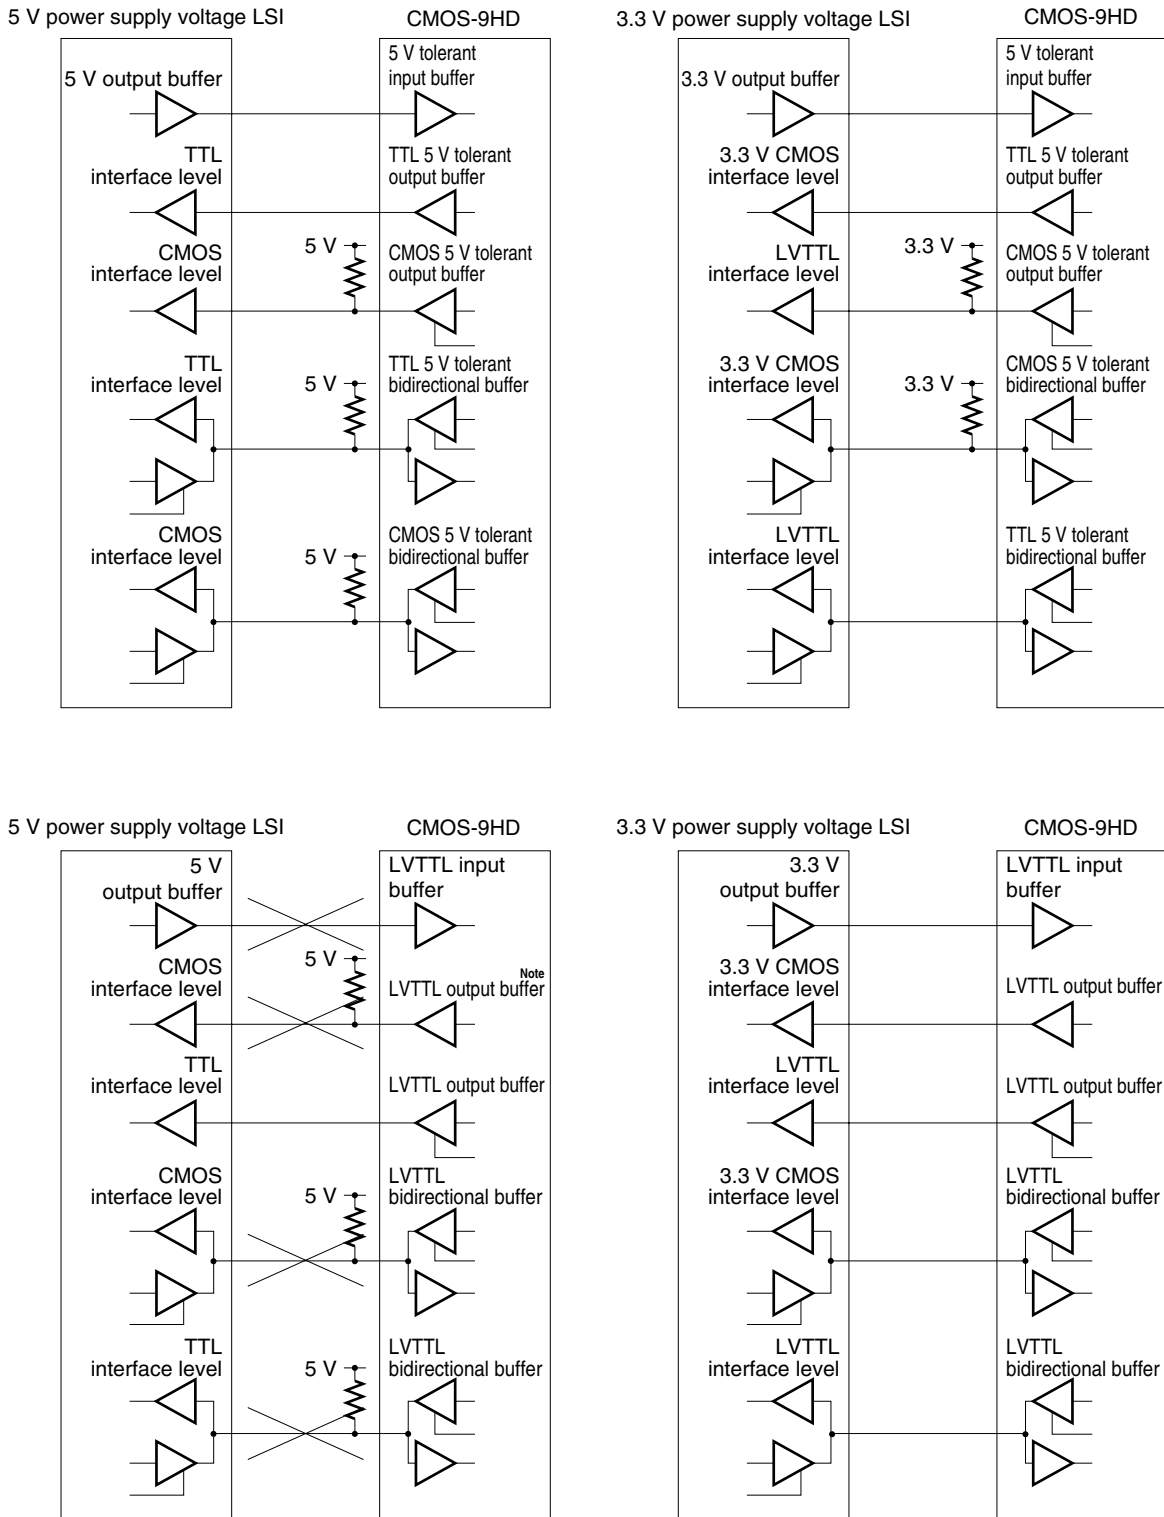 5 V power supply voltage LSI
CMOS-9HD
5 V output buffer
5 V tolerant
input buffer
TTL
interface level
TTL 5 V tolerant
output buffer
CMOS
interface level
5 V
CMOS 5 V tolerant
output buffer
TTL
interface level
5 V
TTL 5 V tolerant
bidirectional buffer
CMOS
interface level
5 V
CMOS 5 V tolerant
bidirectional buffer
3.3 V power supply voltage LSI
CMOS-9HD
3.3 V output buffer
5 V tolerant
input buffer
3.3 V CMOS
interface level
TTL 5 V tolerant
output buffer
LVTTL
interface level
3.3 V
CMOS 5 V tolerant
output buffer
3.3 V CMOS
interface level
3.3 V
CMOS 5 V tolerant
bidirectional buffer
LVTTL
interface level
TTL 5 V tolerant
bidirectional buffer
5 V power supply voltage LSI
CMOS-9HD
5 V
output buffer
LVTTL input
buffer
CMOS
interface level
5 V
LVTTL output buffer Note
TTL
interface level
LVTTL output buffer
CMOS
interface level
5 V
LVTTL
bidirectional buffer
TTL
interface level
5 V
LVTTL
bidirectional buffer
3.3 V power supply voltage LSI
CMOS-9HD
3.3 V
output buffer
LVTTL input
buffer
3.3 V CMOS
interface level
LVTTL output buffer
LVTTL
interface level
LVTTL output buffer
3.3 V CMOS
interface level
LVTTL
bidirectional buffer
LVTTL
interface level
LVTTL
bidirectional buffer